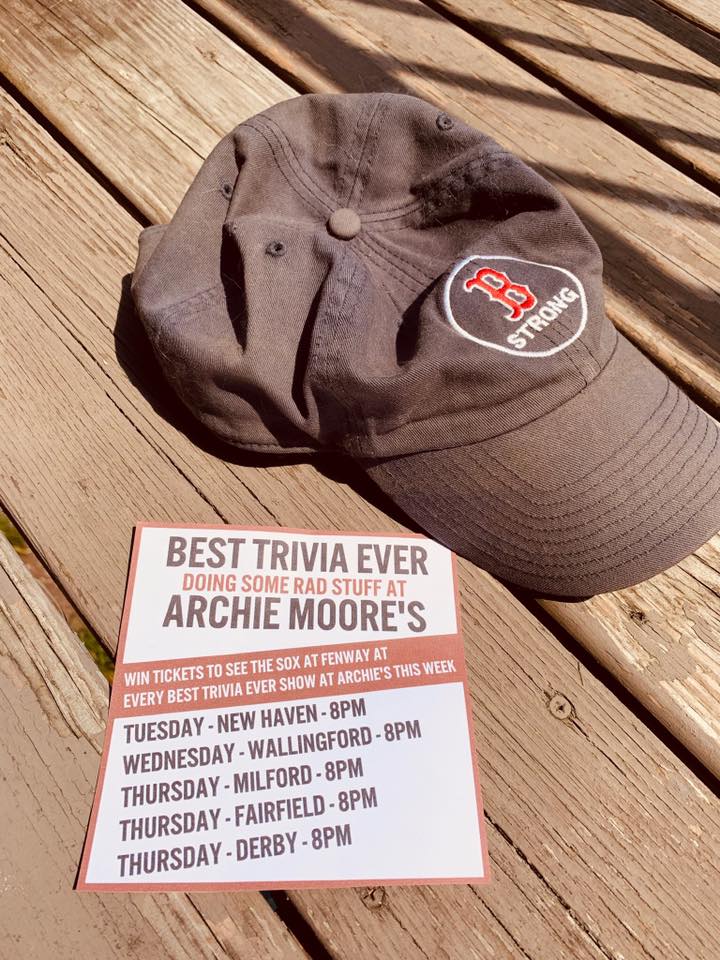 B
STRONG
BEST TRIVIA EVER
DOING SOME RAD STUFF AT
ARCHIE MOORE'S
WIN TICKETS TO SEE THE SOX AT FENWAY AT
EVERY BEST TRIVIA EVER SHOW AT ARCHIE'S THIS WEEK
TUESDAY - NEW HAVEN - 8PM
WEDNESDAY - WALLINGFORD - 8PM
THURSDAY - MILFORD - 8PM
THURSDAY - FAIRFIELD - 8PM
THURSDAY - DERBY - 8PM